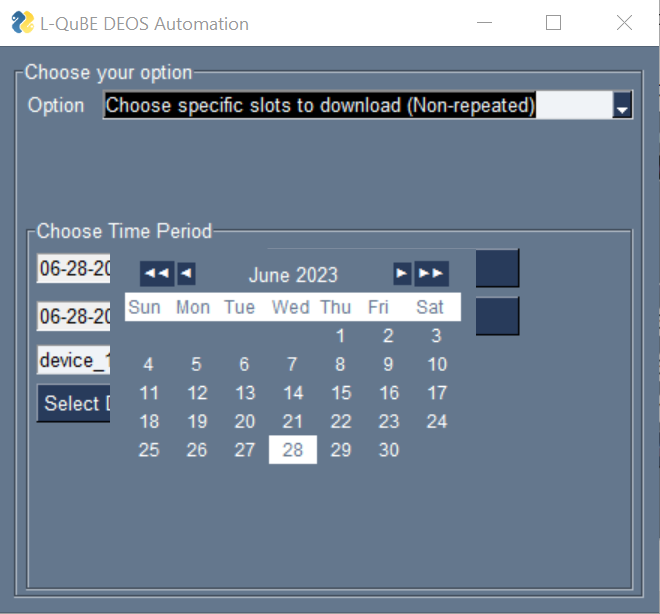 L-QuBE DEOS Automation
Choose your option
Option Choose specific slots to download (Non-repeated)
Choose Time Period
06-28-20
June 2023
Sun Mon Tue Wed Thu Fri Sat
06-28-20
1 2 3
device_1
4 5 6 7 8 9 10
11 12 13 14 15 16 17
Select
18 19 20 21 22 23 24
25 26 27 28 29 30